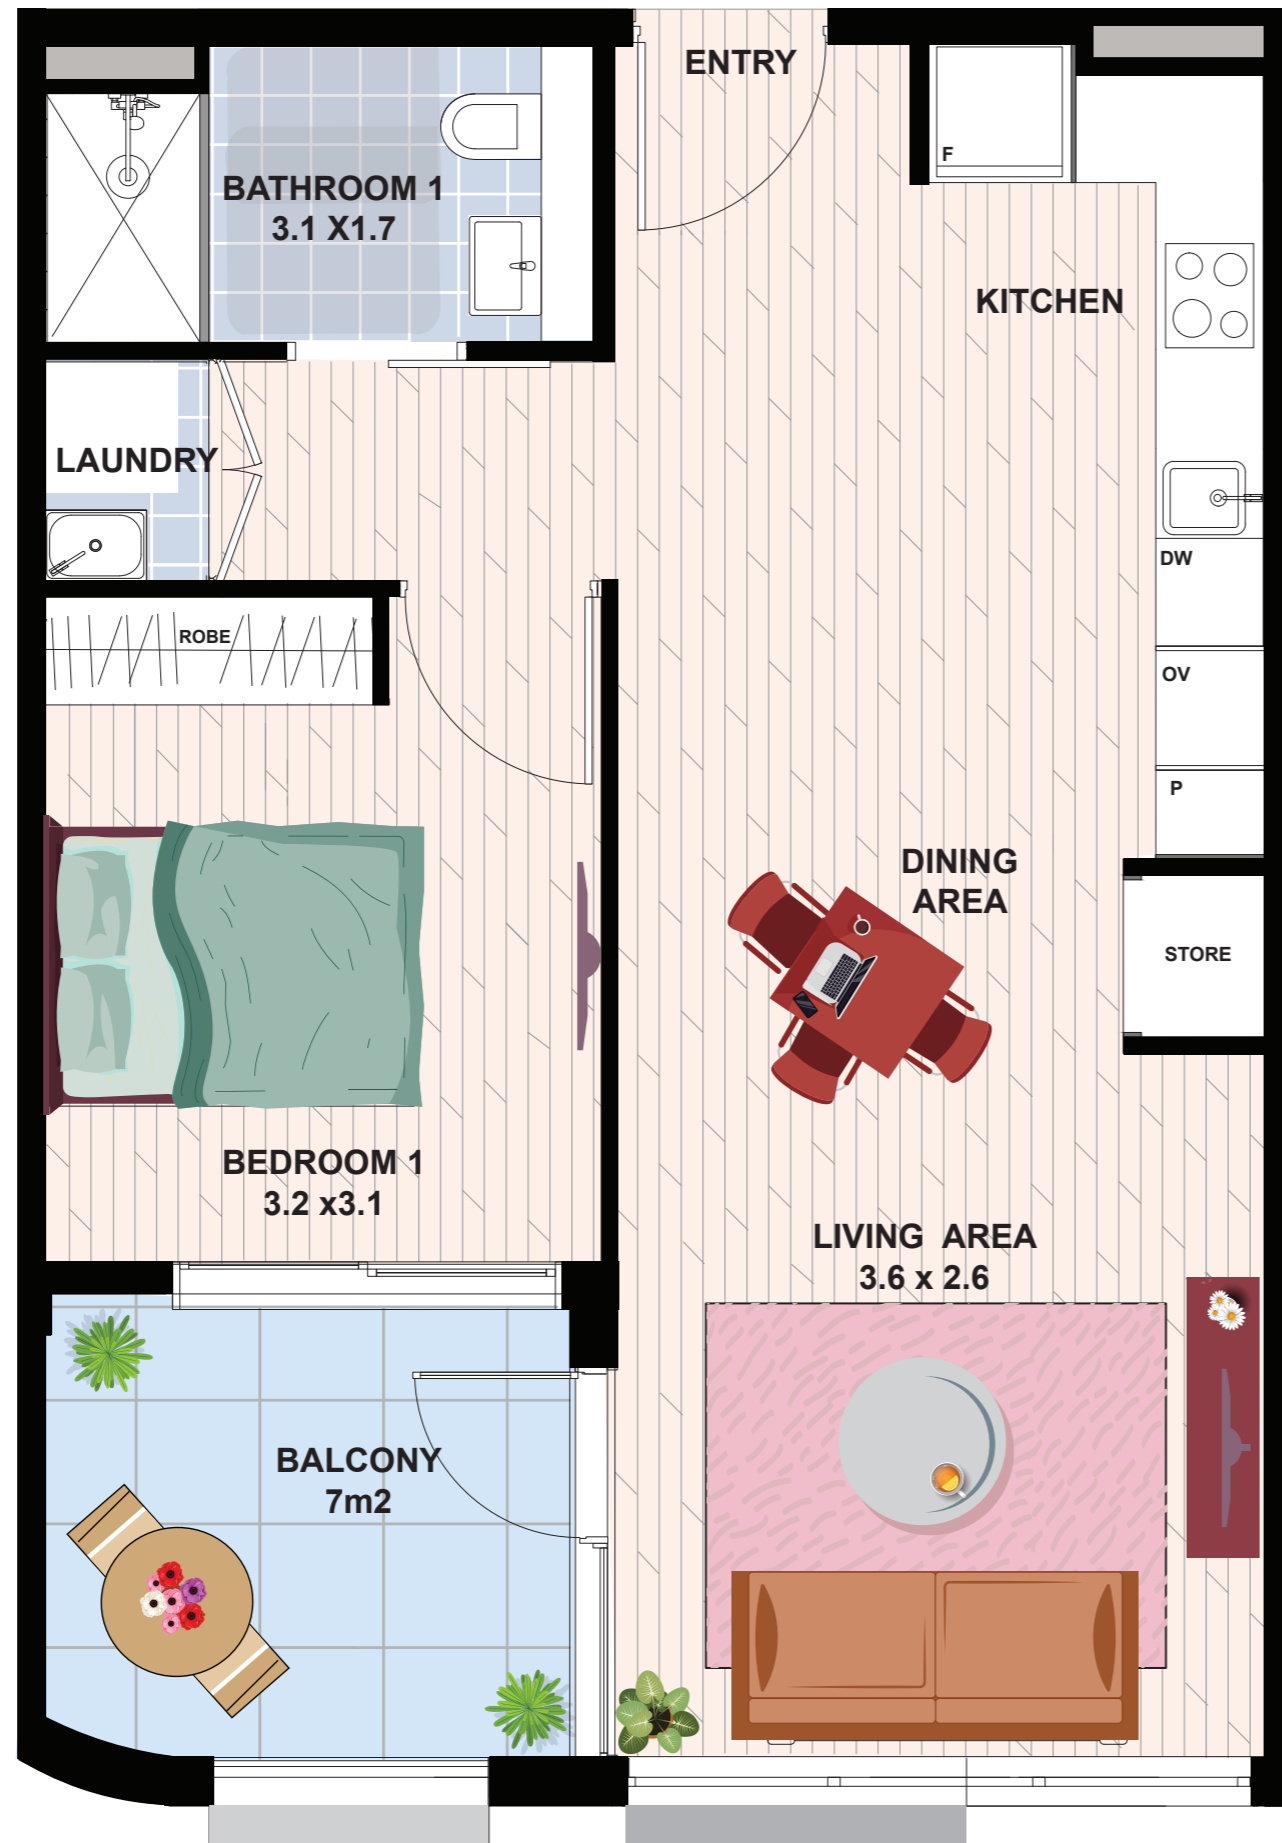 ENTRY
F
BATHROOM 1
3.1 X1.7
KITCHEN
LAUNDRY
DW
ROBE
OV
P
DINING
AREA
STORE
BEDROOM 1
3.2 x3.1
LIVING AREA
3.6 x 2.6
BALCONY
7m2